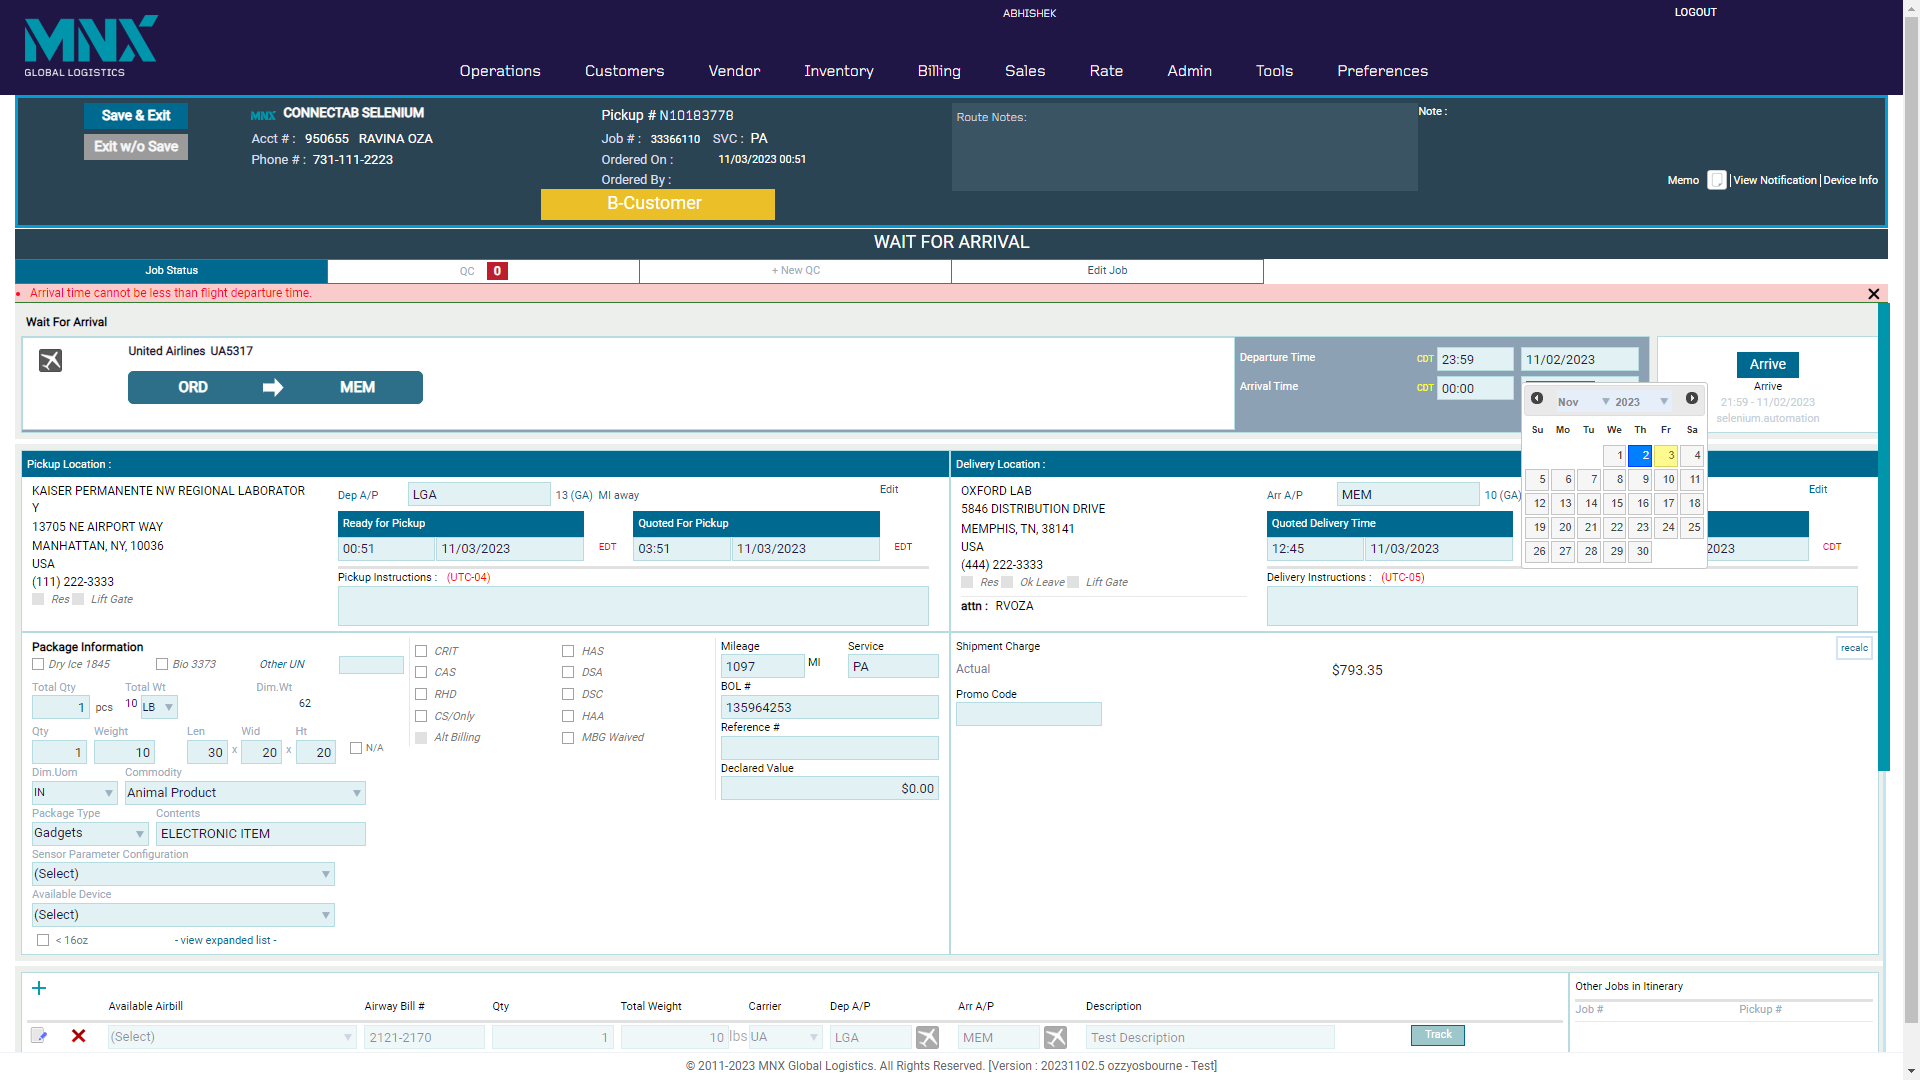 MNX
GLOBAL LOGISTICS
ABHISHEK
LOGOUT
Operations Customers Vendor Inventory Billing Sales Rate Admin Tools Preferences
Save & Exit
Exit w/o Save
MNX CONNECTAB SELENIUM
Acct # : 950655 RAVINA OZA
Phone # : 731-111-2223
Pickup # N10183778
Job # : 33366110 SVC : PA
Ordered On : 11/03/2023 00:51
Ordered By :
B-Customer
Route Notes:
Note :
Memo | View Notification | Device Info
WAIT FOR ARRIVAL
Job Status
QC 0
+ New QC
Edit Job
Arrival time cannot be less than flight departure time.
Wait For Arrival
United Airlines UA5317
ORD MEM
Departure Time CDT 23:59 11/02/2023
Arrival Time CDT 00:00
Arrive
Arrive
21:59 - 11/02/2023
selenium.automation
Nov 2023
Su Mo Tu We Th Fr Sa
1 2 3 4
5 6 7 8 9 10 11
12 13 14 15 16 17 18
19 20 21 22 23 24 25
26 27 28 29 30
Pickup Location :
KAISER PERMANENTE NW REGIONAL LABORATOR
Y
13705 NE AIRPORT WAY
MANHATTAN, NY, 10036
USA
(111) 222-3333
Res Lift Gate
Dep A/P LGA 13 (GA) MI away
Edit
Ready for Pickup
00:51 11/03/2023 EDT
Quoted For Pickup
03:51 11/03/2023 EDT
Pickup Instructions : (UTC-04)
Delivery Location :
OXFORD LAB
5846 DISTRIBUTION DRIVE
MEMPHIS, TN, 38141
USA
(444) 222-3333
Res Ok Leave Lift Gate
attn : RVOZA
Arr A/P MEM 10 (GA)
Edit
Quoted Delivery Time
12:45 11/03/2023
2023 CDT
Delivery Instructions : (UTC-05)
Package Information
Dry Ice 1845 Bio 3373 Other UN
Total Qty Total Wt Dim.Wt
1 pcs 10 LB 62
Qty Weight Len Wid Ht
1 10 30 x 20 x 20 N/A
Dim.Uom Commodity
IN Animal Product
Package Type Contents
Gadgets ELECTRONIC ITEM
Sensor Parameter Configuration
(Select)
Available Device
(Select)
< 16oz - view expanded list -
CRIT HAS
CAS DSA
RHD DSC
CS/Only HAA
Alt Billing MBG Waived
Mileage Service
1097 MI PA
BOL #
135964253
Reference #
Declared Value
$0.00
Shipment Charge
recalc
Actual $793.35
Promo Code
+
Available Airbill Airway Bill # Qty Total Weight Carrier Dep A/P Arr A/P Description
(Select) 2121-2170 1 10 lbs UA LGA MEM Test Description Track
Other Jobs in Itinerary
Job # Pickup #
© 2011-2023 MNX Global Logistics. All Rights Reserved. [Version : 20231102.5 ozzyosbourne - Test]